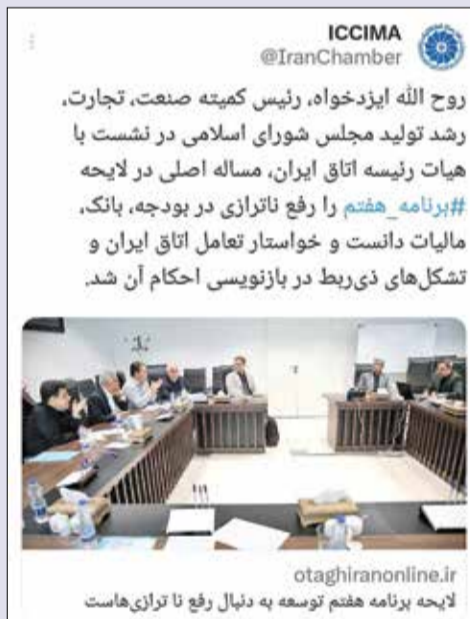 ICCIMA
@IranChamber
روح الله ایزدخواه، رئیس کمیته صنعت، تجارت،
رشد تولید مجلس شورای اسلامی در نشست با
هیات رئیسه اتاق ایران، مساله اصلی در لایحه
#برنامه_هفتم را رفع ناترازی در بودجه، بانک،
مالیات دانست و خواستار تعامل اتاق ایران و
تشکل‌های ذی‌ربط در بازنویسی احکام آن شد.
otaghiranonline.ir
لایحه برنامه هفتم توسعه به دنبال رفع نا ترازی‌هاست